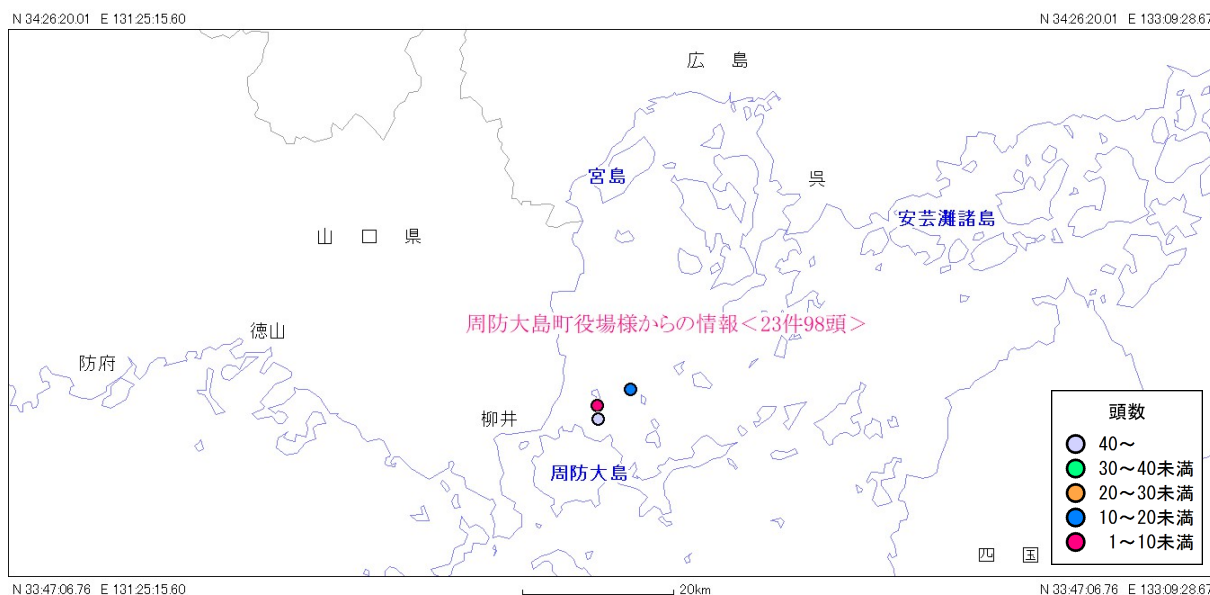 N 34:26:20.01 E 131:25:15.60
N 34:26:20.01 E 133:09:28.67
広 島
宮島
呉
安芸灘諸島
山 口 県
周防大島町役場様からの情報＜23件98頭＞
徳山
防府
柳井
周防大島
頭数
40～
30～40未満
20～30未満
10～20未満
1～10未満
四 国
N 33:47:06.76 E 131:25:15.60
20km
N 33:47:06.76 E 133:09:28.67